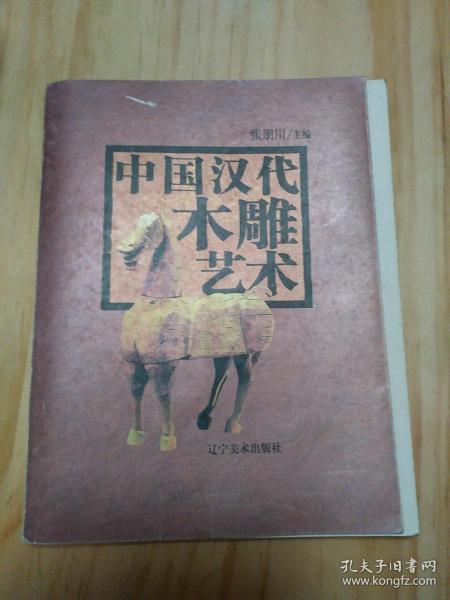 张朋川/主编
中国汉代
木雕
艺术
辽宁美术出版社
孔夫子旧书网
www.kongfz.com